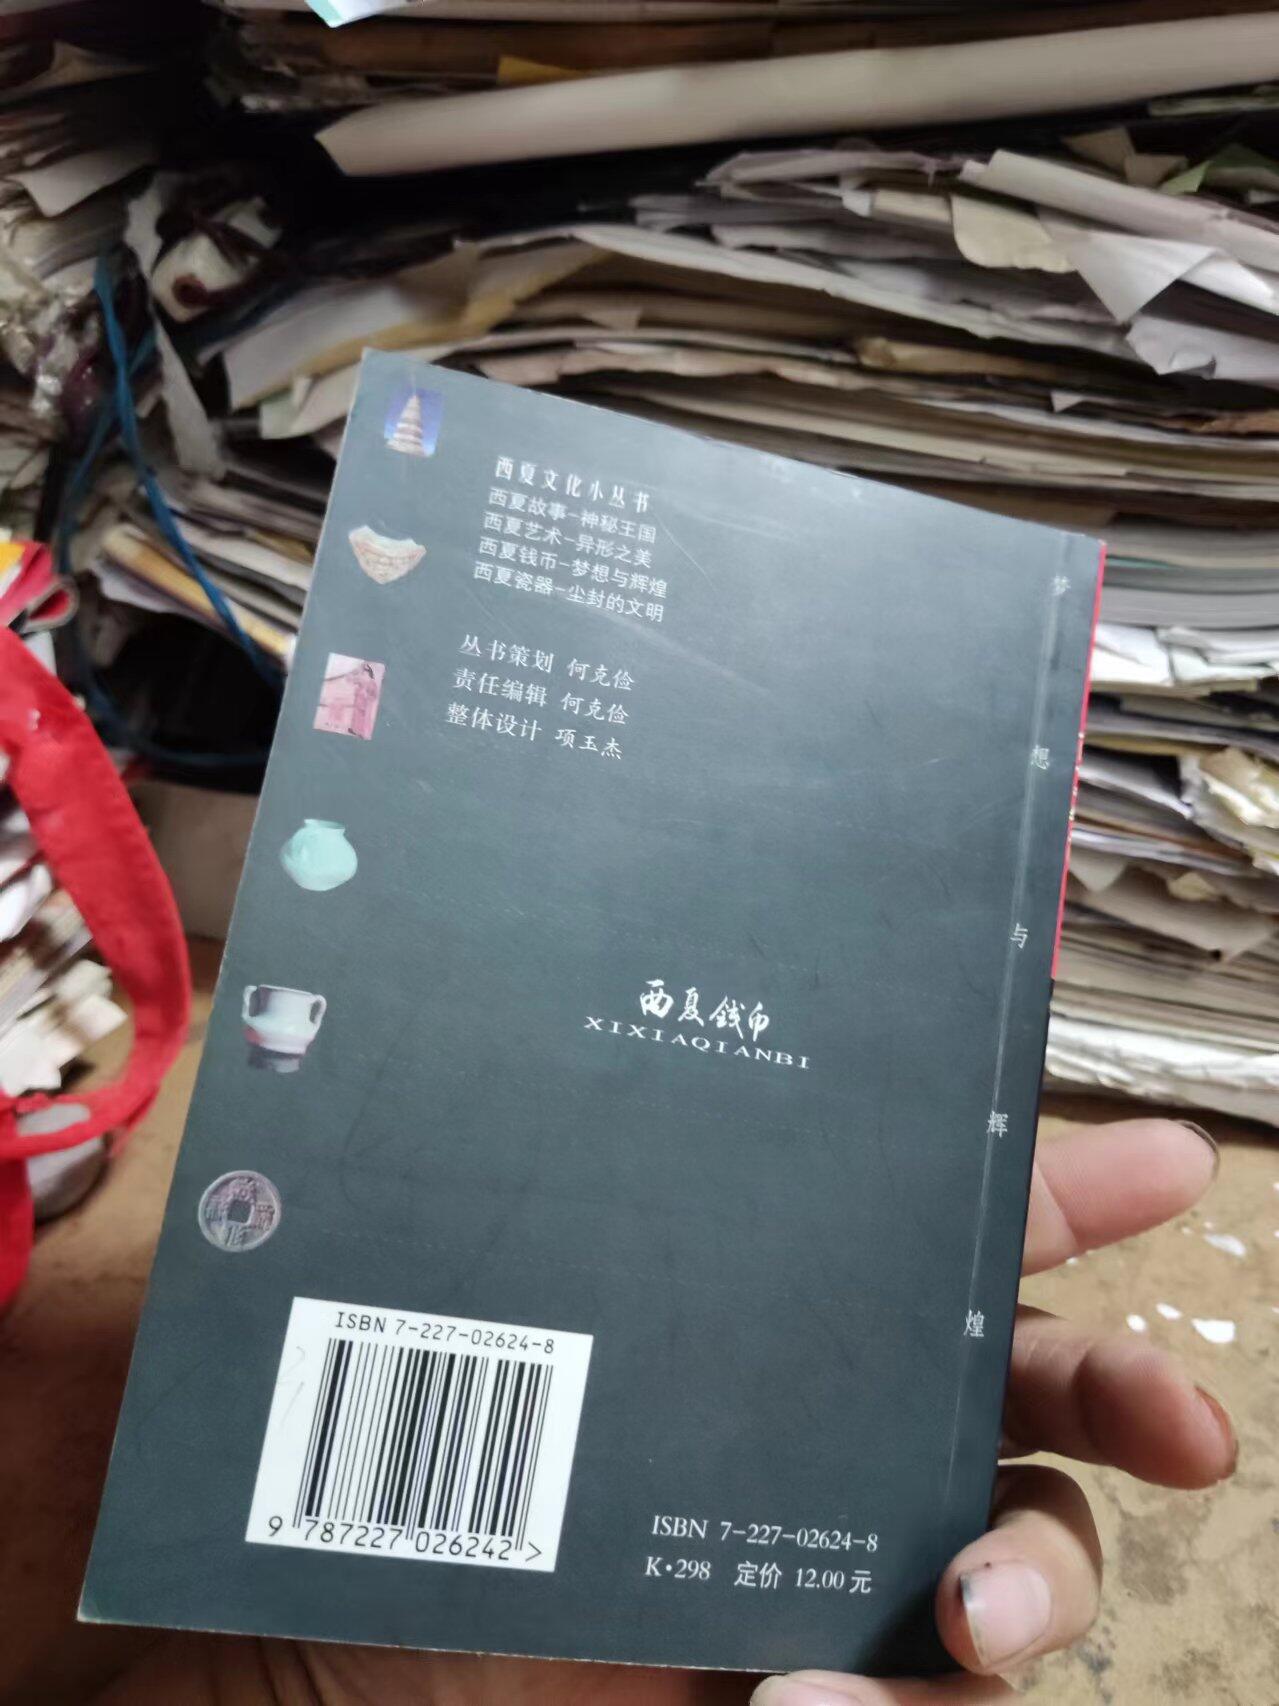 西夏文化小丛书
西夏故事-神秘王国
西夏艺术-异形之美
西夏钱币-梦想与辉煌
西夏瓷器-尘封的文明
丛书策划 何克俭
责任编辑 何克俭
整体设计 项玉杰
梦想与辉煌
西夏钱币
XIXIAQIANBI
ISBN 7-227-02624-8
9 787227 026242 >
ISBN 7-227-02624-8
K·298 定价 12.00元